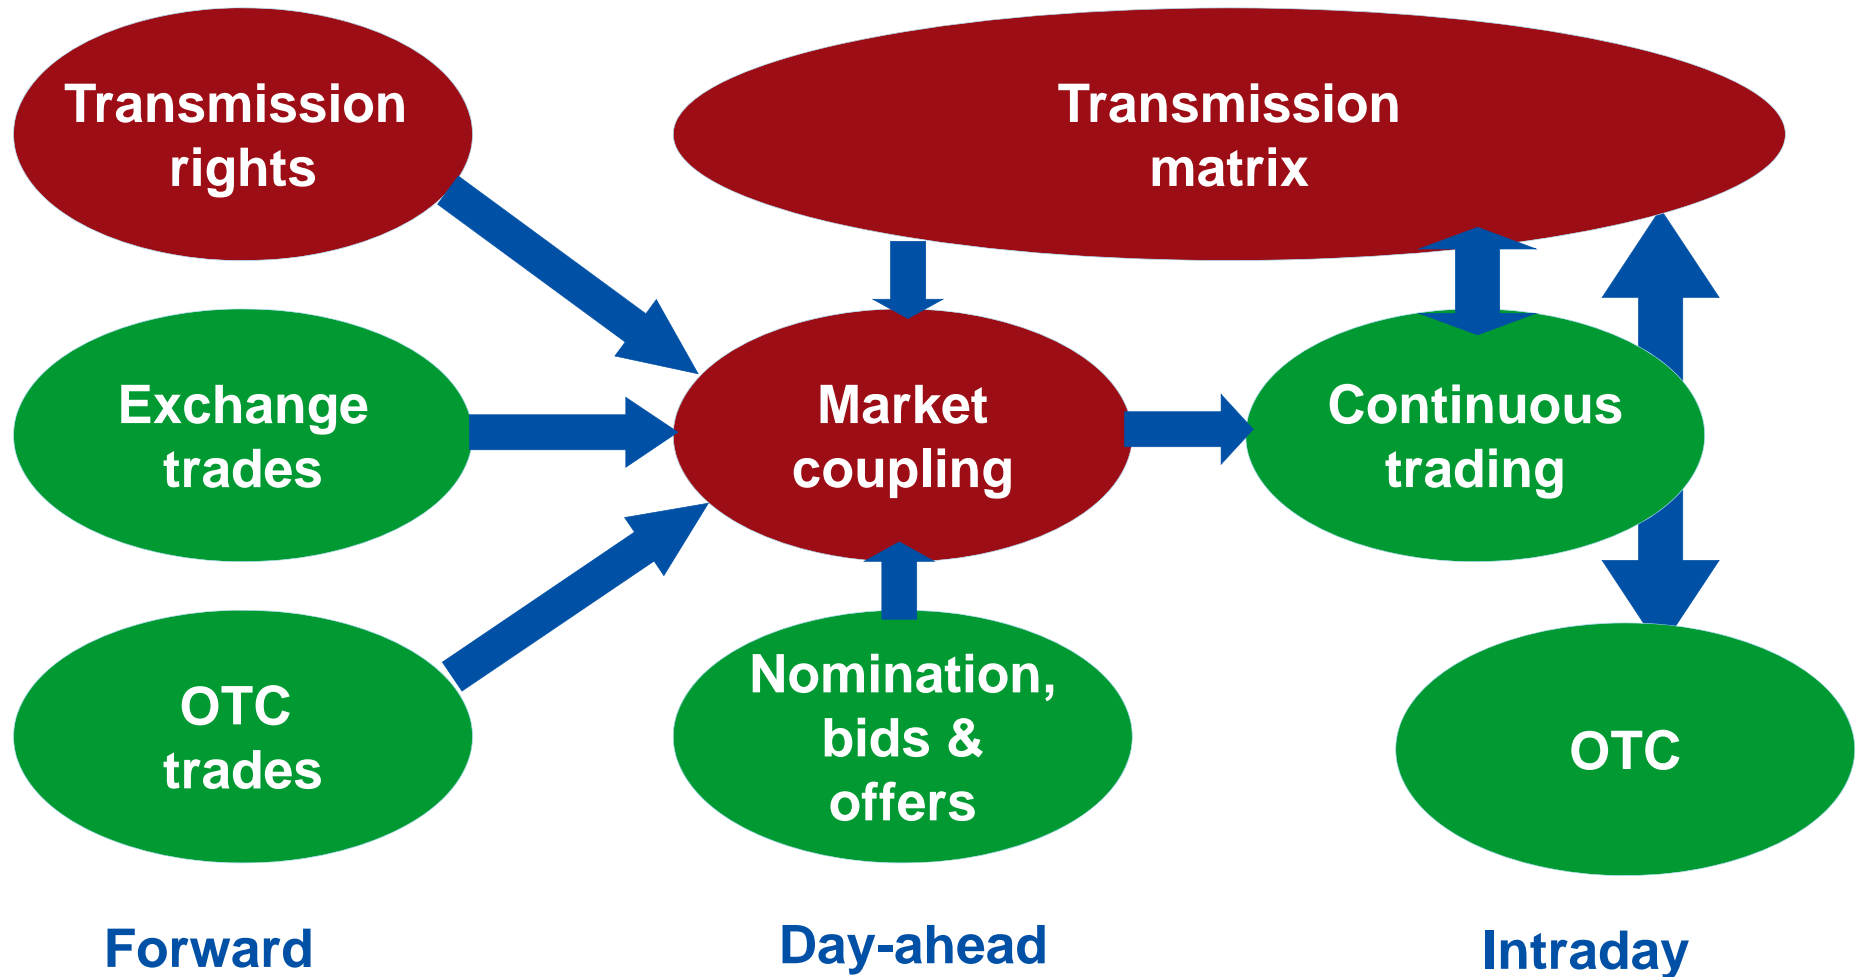 Transmission
rights
Transmission
matrix
Exchange
trades
Market
coupling
Continuous
trading
OTC
trades
Nomination,
bids &
offers
OTC
Forward
Day-ahead
Intraday